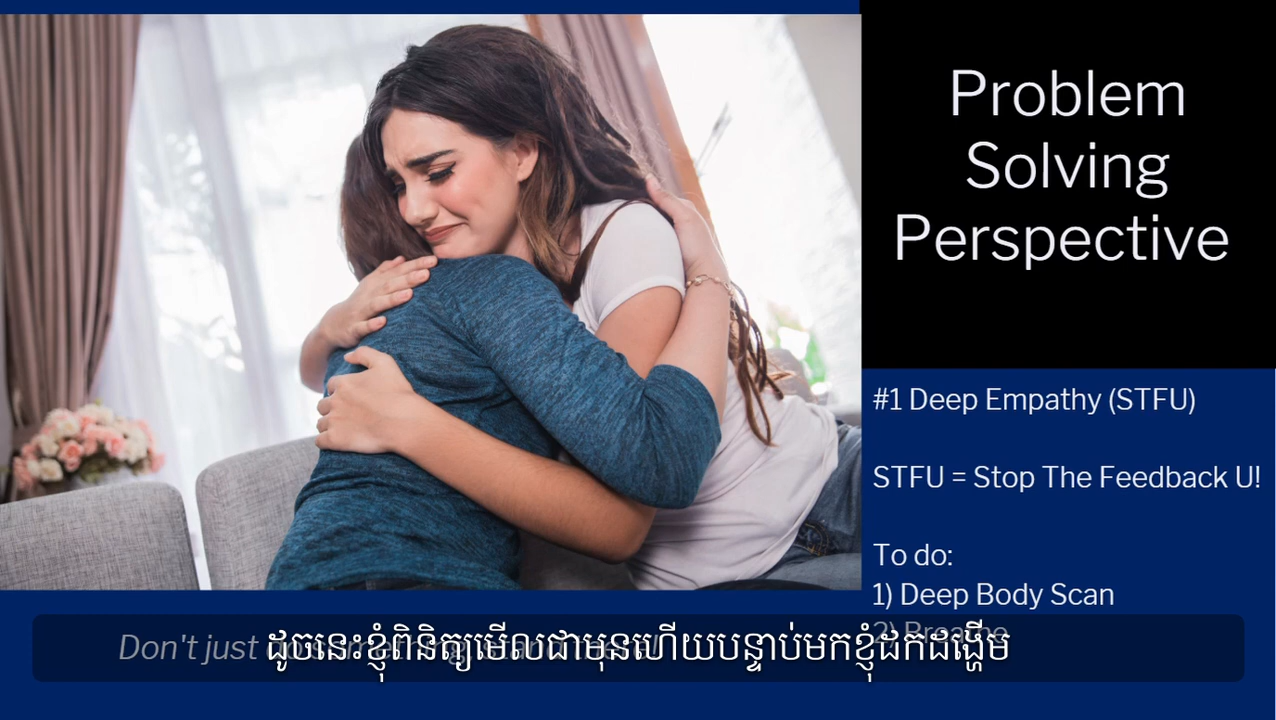 Problem
Solving
Perspective
#1 Deep Empathy (STFU)
STFU = Stop The Feedback U!
To do:
1) Deep Body Scan
2) Breathe
Don't just
ដូចនេះខ្ញុំពិនិត្យមើលជាមុនហើយបន្ទាប់មកខ្ញុំដកដង្ហើម